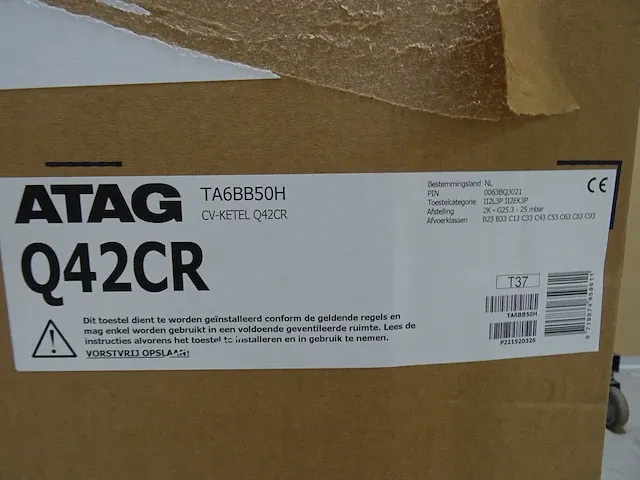 ATAG TA6BB50H
CV-KETEL Q42CR
Q42CR
Bestemmingsland NL
PIN 0063BQ3021
Toestelcategorie II2L3P II2EK3P
Afstelling 2K - G25.3 - 25 mbar
Afvoerklassen B23 B33 C13 C33 C43 C53 C63 C83 C93
CE
T37
TA6BB50H
P221520320
Dit toestel dient te worden geïnstalleerd conform de geldende regels en
mag enkel worden gebruikt in een voldoende geventileerde ruimte. Lees de
instructies alvorens het toestel te installeren en in gebruik te nemen.
VORSTVRIJ OPSLAAN!